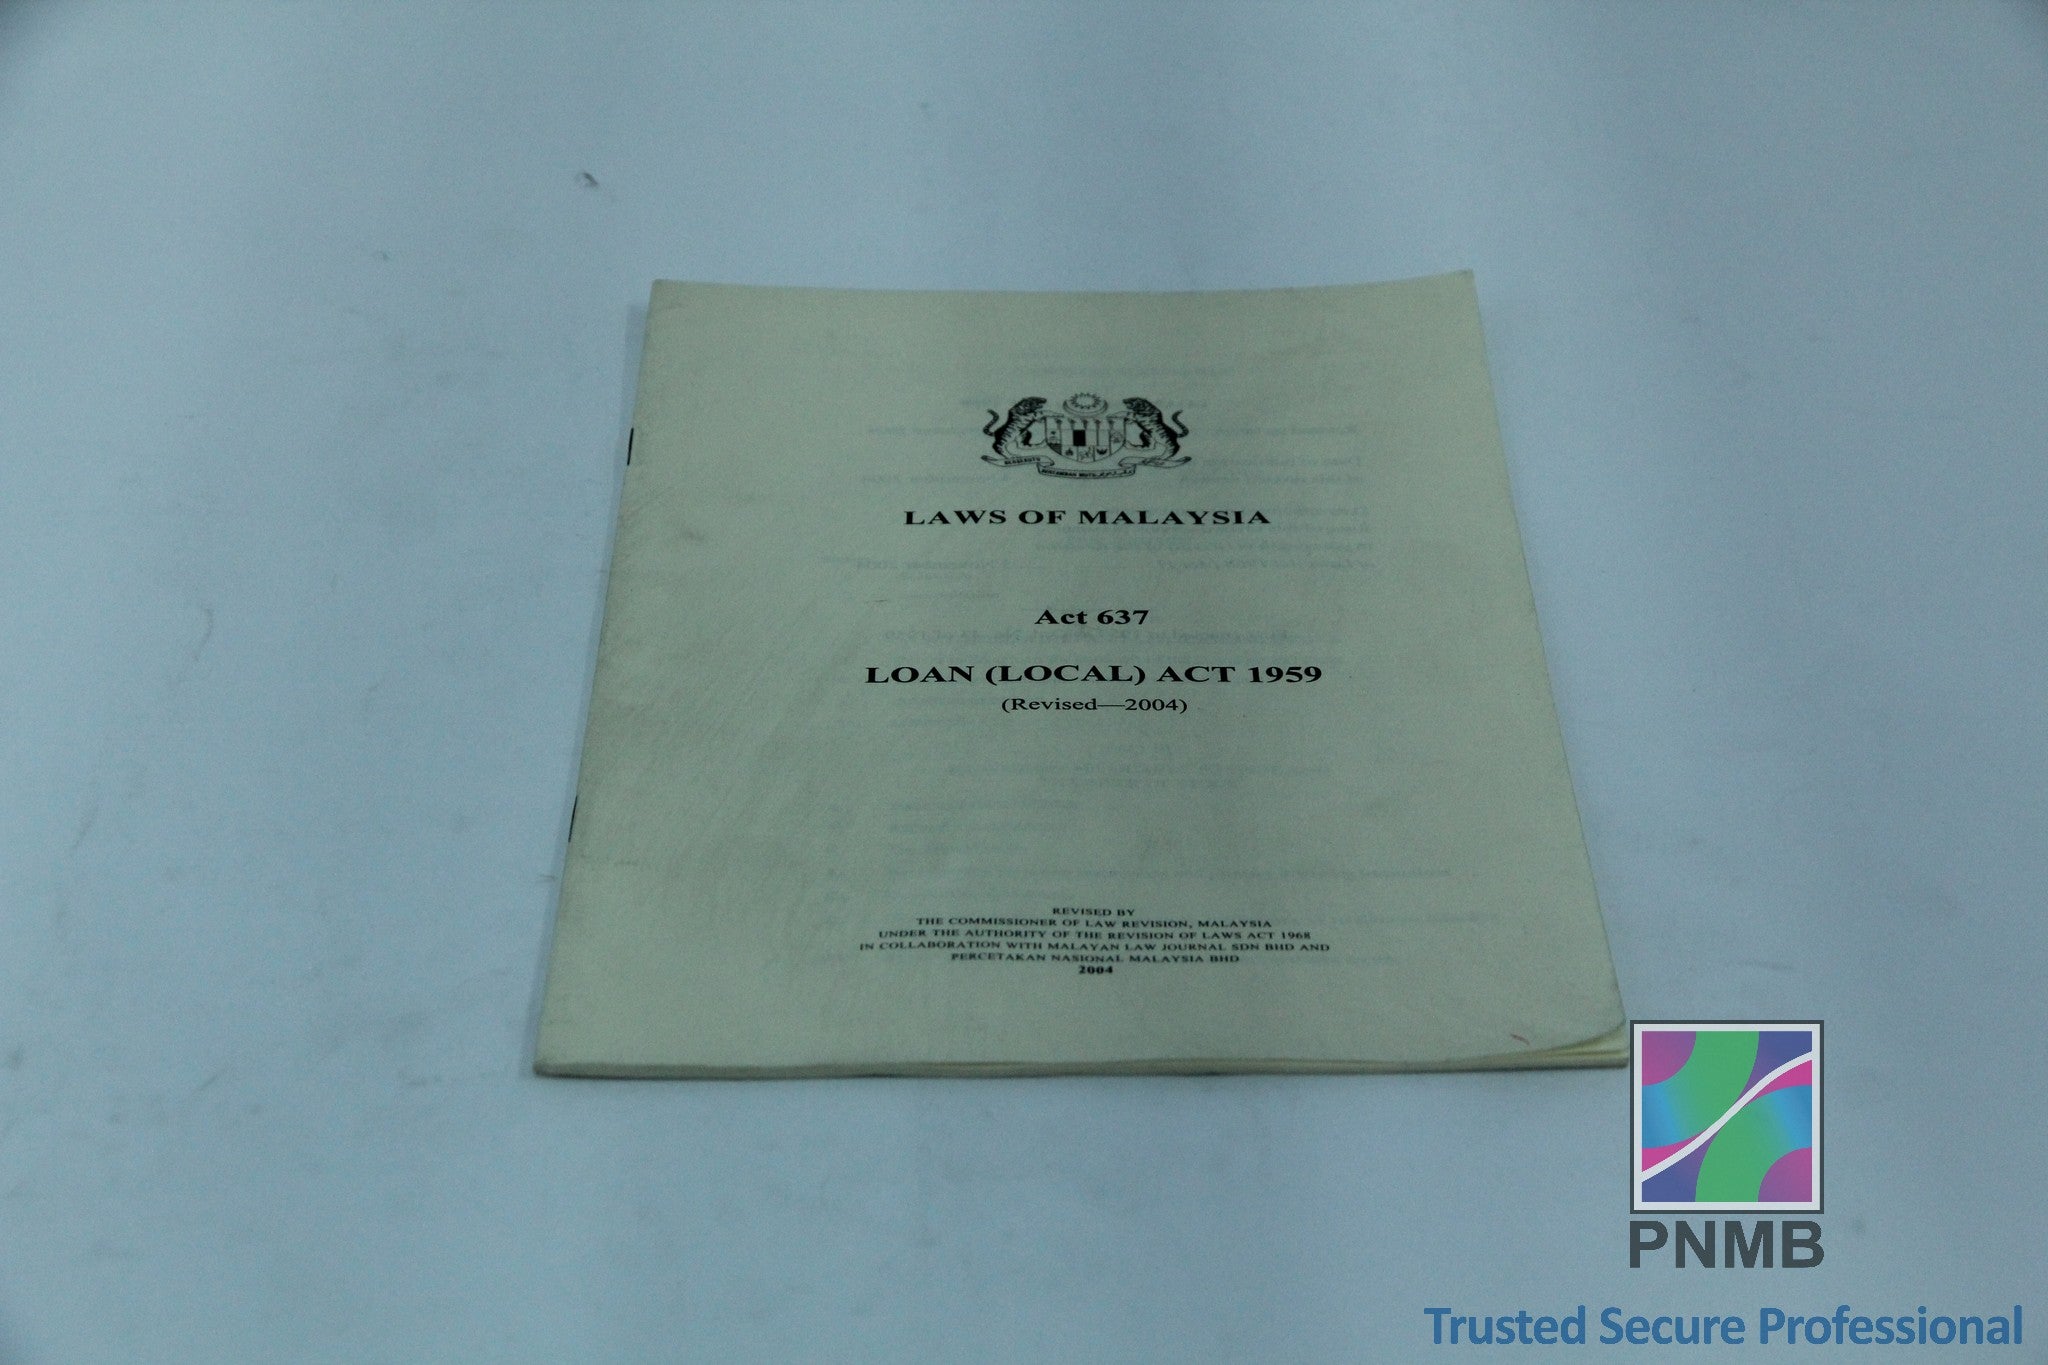 LAWS OF MALAYSIA
Act 637
LOAN (LOCAL) ACT 1959
(Revised—2004)
REVISED BY
THE COMMISSIONER OF LAW REVISION, MALAYSIA
UNDER THE AUTHORITY OF THE REVISION OF LAWS ACT 1968
IN COLLABORATION WITH MALAYAN LAW JOURNAL SDN BHD AND
PERCETAKAN NASIONAL MALAYSIA BHD
2004
PNMB
Trusted Secure Professional